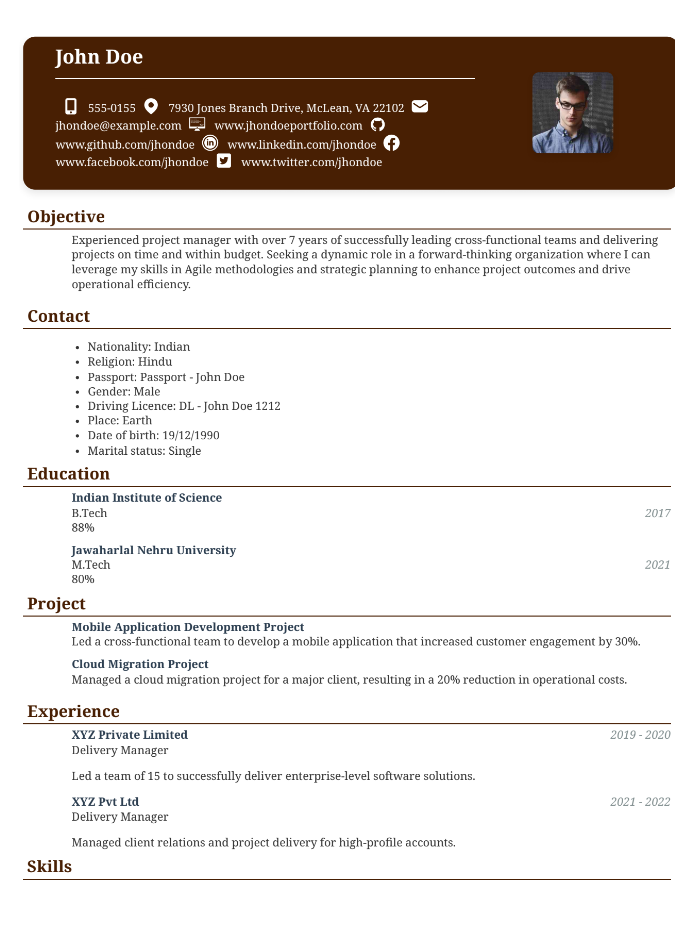 John Doe
555-0155 7930 Jones Branch Drive, McLean, VA 22102
jhondoe@example.com www.jhondoeportfolio.com
www.github.com/jhondoe www.linkedin.com/jhondoe
www.facebook.com/jhondoe www.twitter.com/jhondoe
Objective
Experienced project manager with over 7 years of successfully leading cross-functional teams and delivering
projects on time and within budget. Seeking a dynamic role in a forward-thinking organization where I can
leverage my skills in Agile methodologies and strategic planning to enhance project outcomes and drive
operational efficiency.
Contact
• Nationality: Indian
• Religion: Hindu
• Passport: Passport - John Doe
• Gender: Male
• Driving Licence: DL - John Doe 1212
• Place: Earth
• Date of birth: 19/12/1990
• Marital status: Single
Education
Indian Institute of Science
B.Tech 2017
88%
Jawaharlal Nehru University
M.Tech 2021
80%
Project
Mobile Application Development Project
Led a cross-functional team to develop a mobile application that increased customer engagement by 30%.
Cloud Migration Project
Managed a cloud migration project for a major client, resulting in a 20% reduction in operational costs.
Experience
XYZ Private Limited 2019 - 2020
Delivery Manager
Led a team of 15 to successfully deliver enterprise-level software solutions.
XYZ Pvt Ltd 2021 - 2022
Delivery Manager
Managed client relations and project delivery for high-profile accounts.
Skills